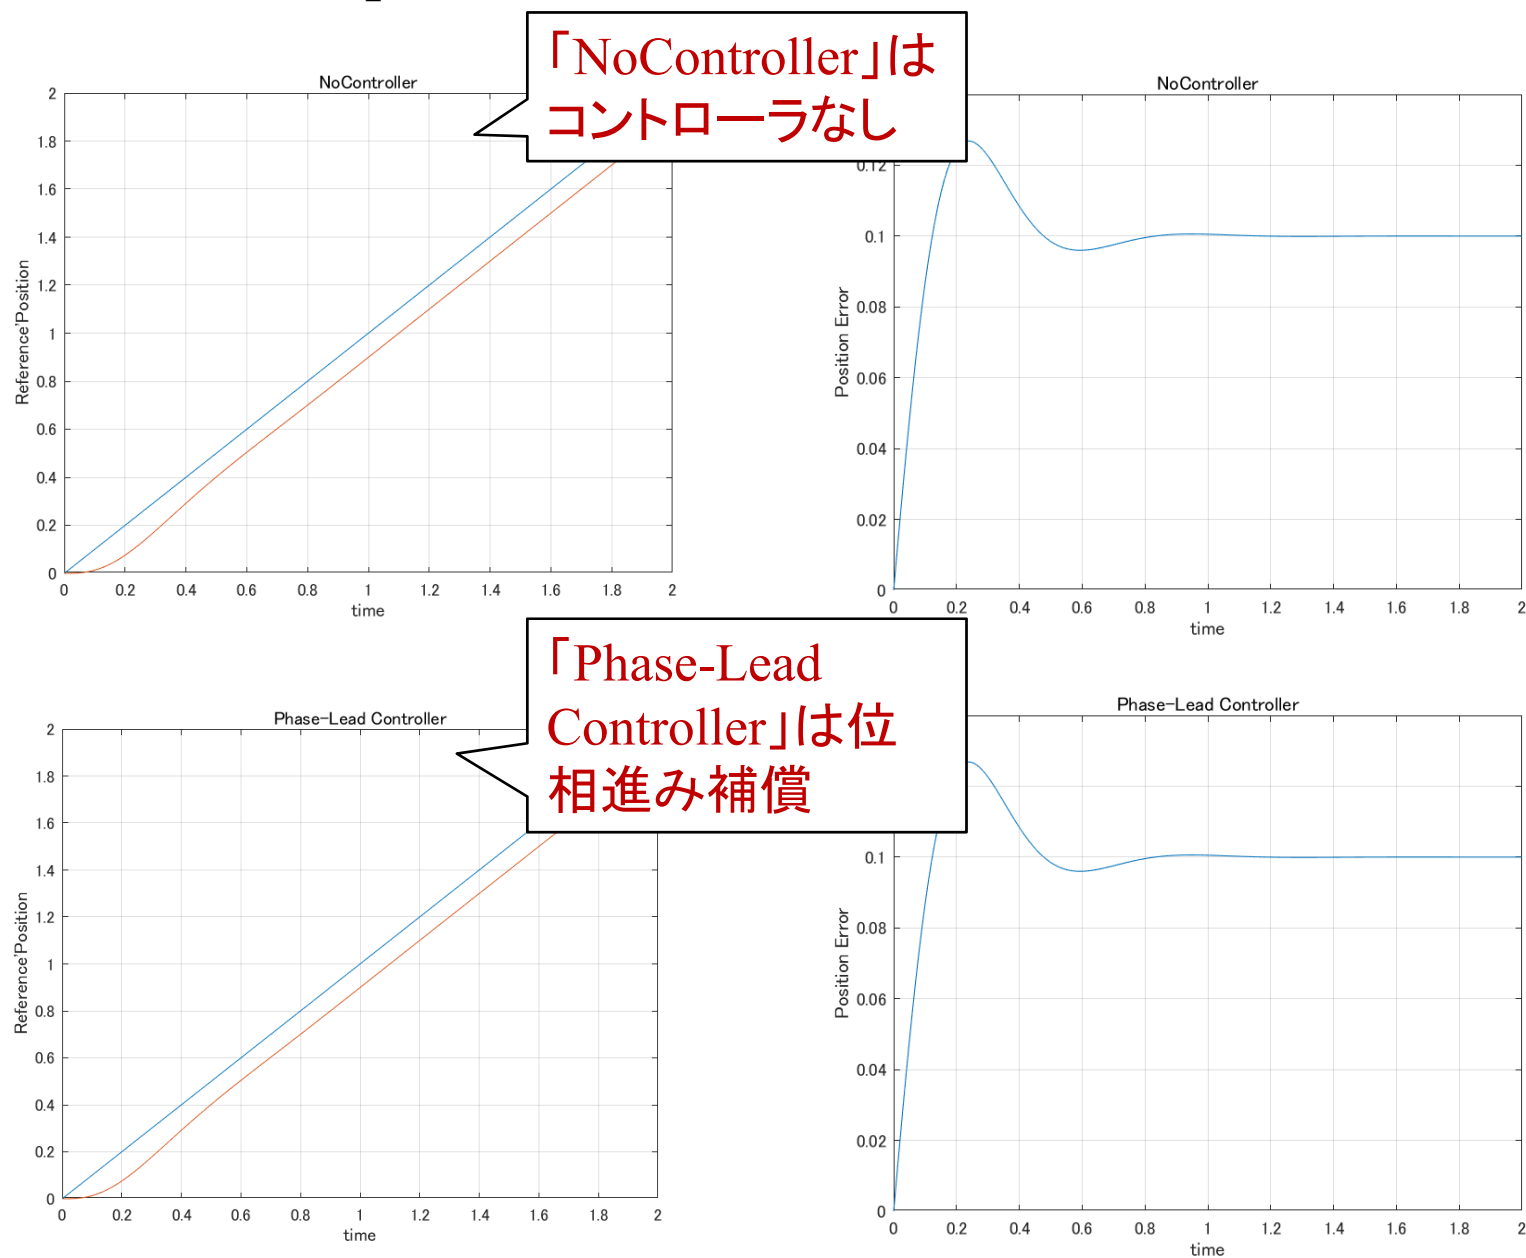 「NoController」は
コントローラなし
NoController
2
1.8
1.6
1.4
1.2
1
0.8
0.6
0.4
0.2
0
Reference'Position
0 0.2 0.4 0.6 0.8 1 1.2 1.4 1.6 1.8 2
time
NoController
0.12
0.1
0.08
0.06
0.04
0.02
0
Position Error
0 0.2 0.4 0.6 0.8 1 1.2 1.4 1.6 1.8 2
time
「Phase-Lead
Controller」は位
相進み補償
Phase-Lead Controller
2
1.8
1.6
1.4
1.2
1
0.8
0.6
0.4
0.2
0
Reference'Position
0 0.2 0.4 0.6 0.8 1 1.2 1.4 1.6 1.8 2
time
Phase-Lead Controller
0.1
0.08
0.06
0.04
0.02
0
Position Error
0 0.2 0.4 0.6 0.8 1 1.2 1.4 1.6 1.8 2
time